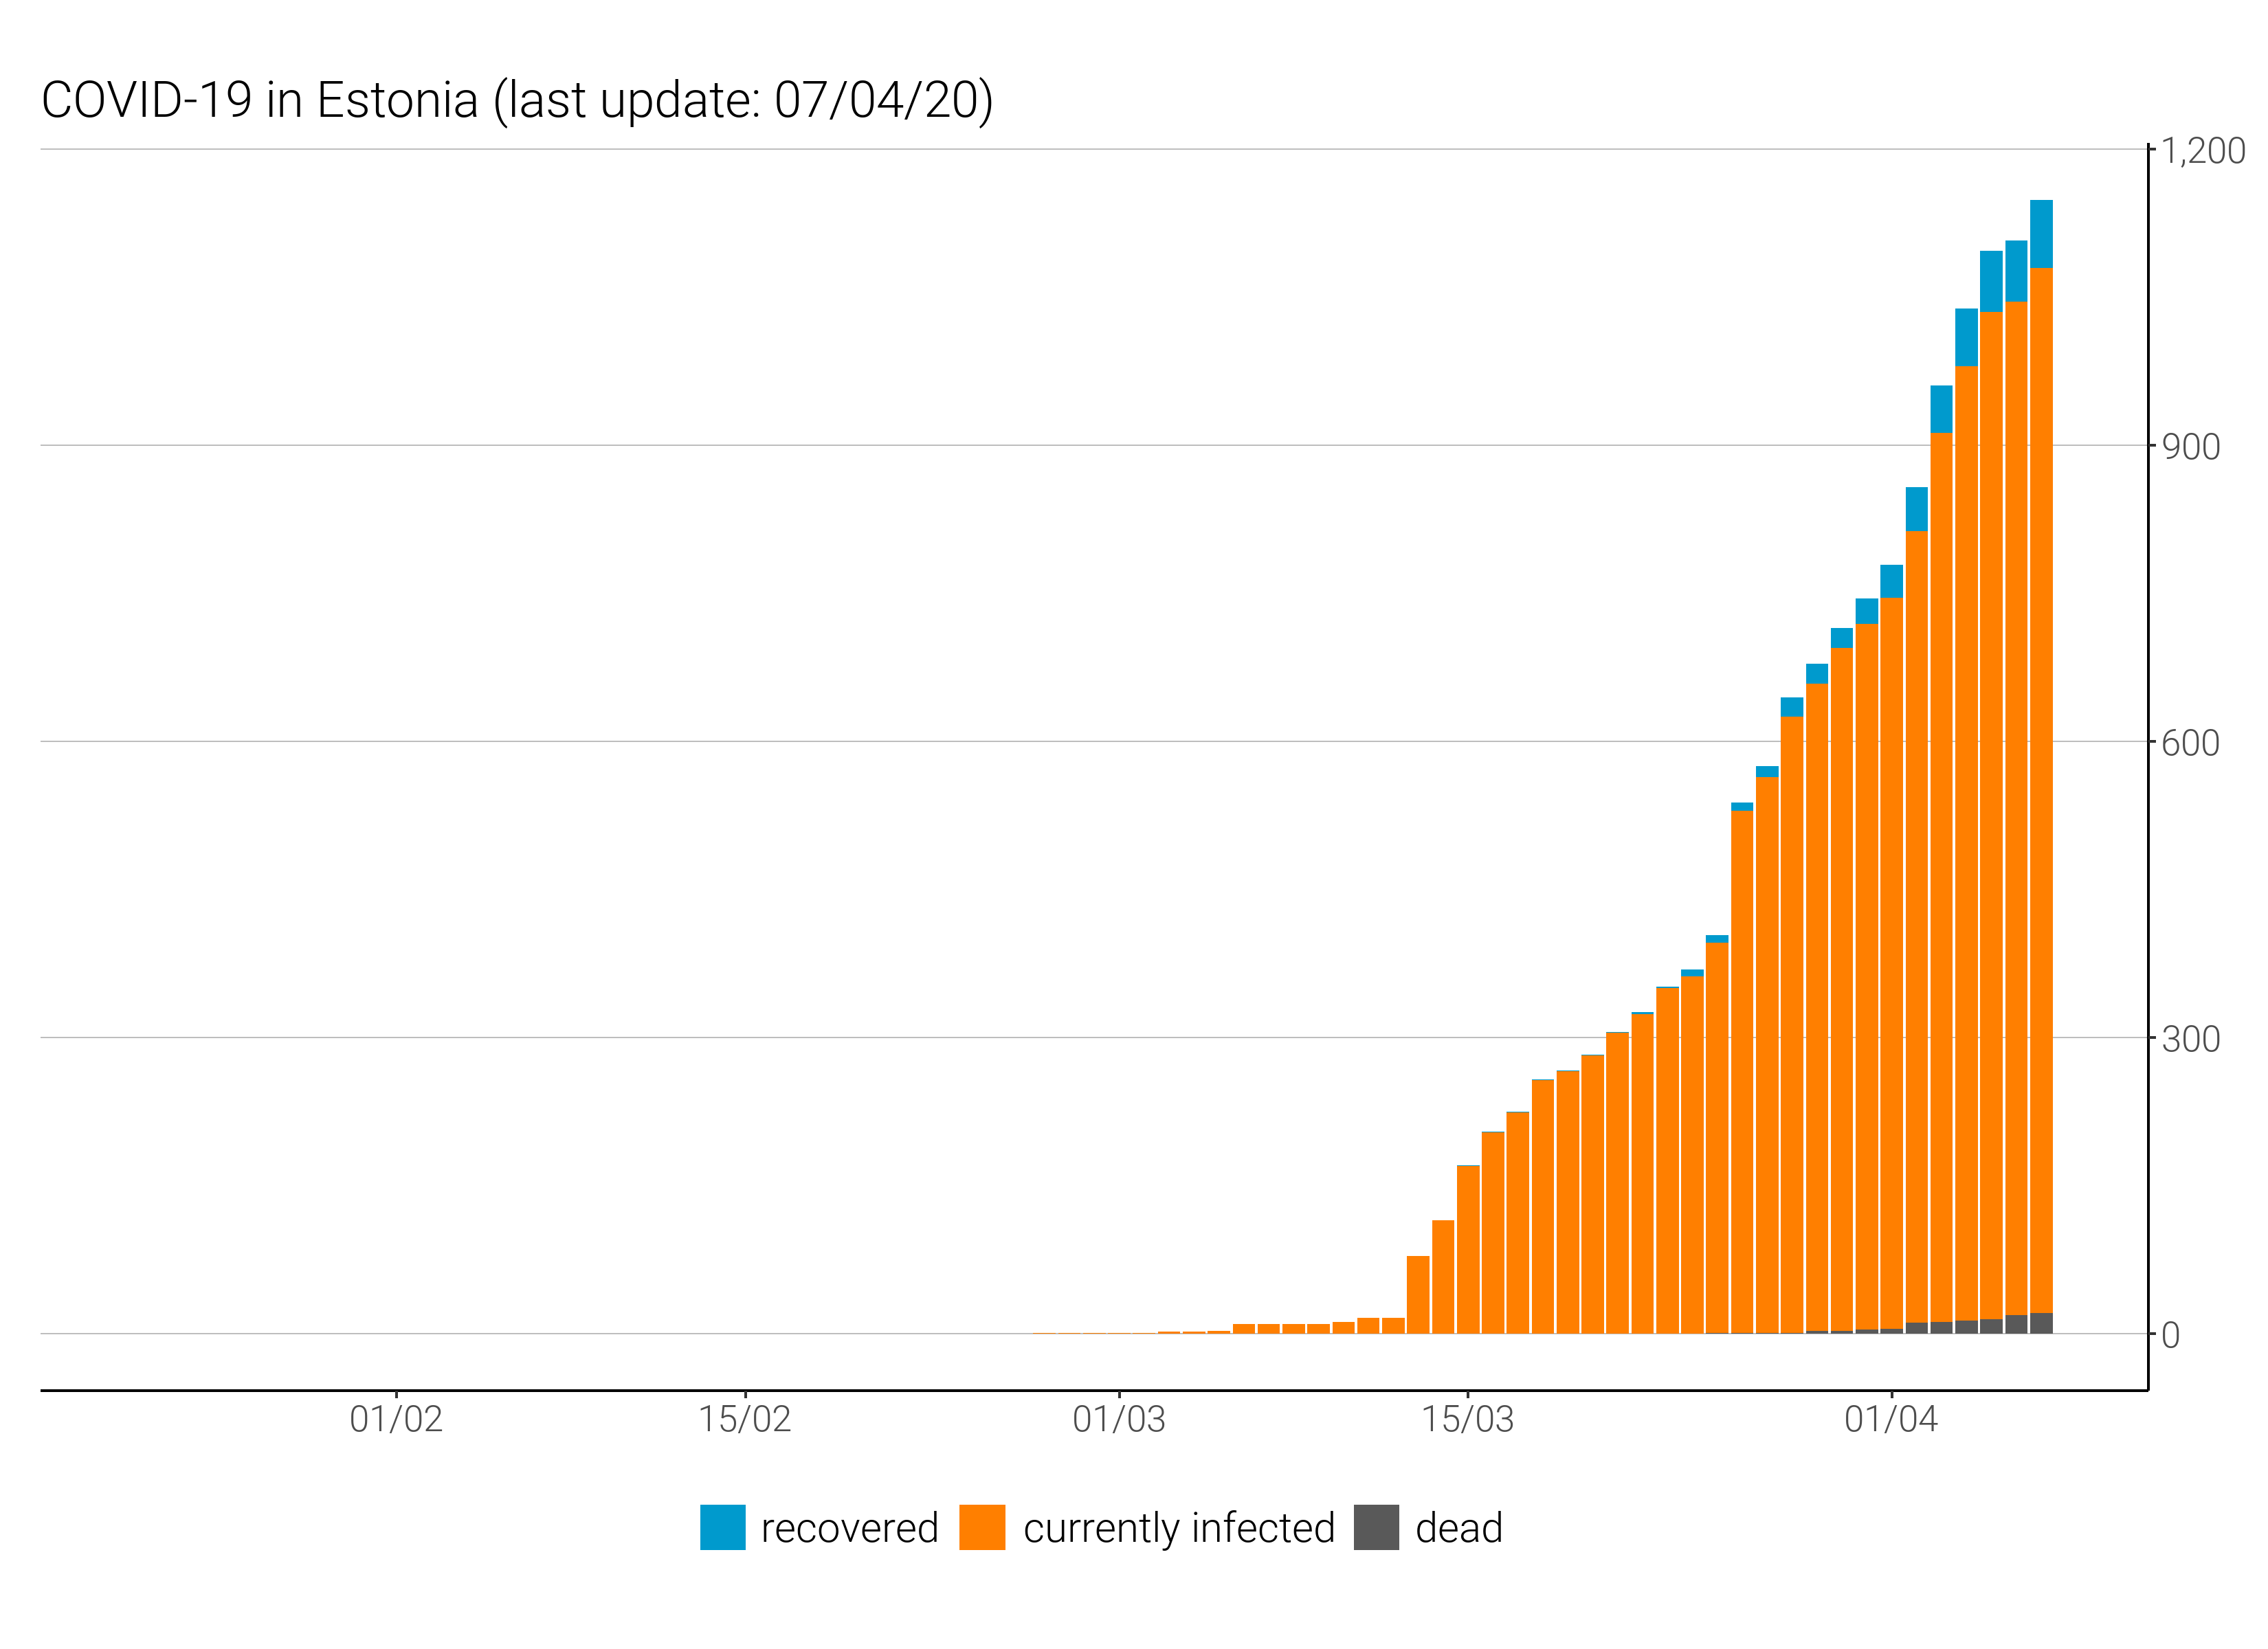 COVID-19 in Estonia (last update: 07/04/20)
1,200
900
600
300
0
01/02 15/02 01/03 15/03 01/04
recovered currently infected dead